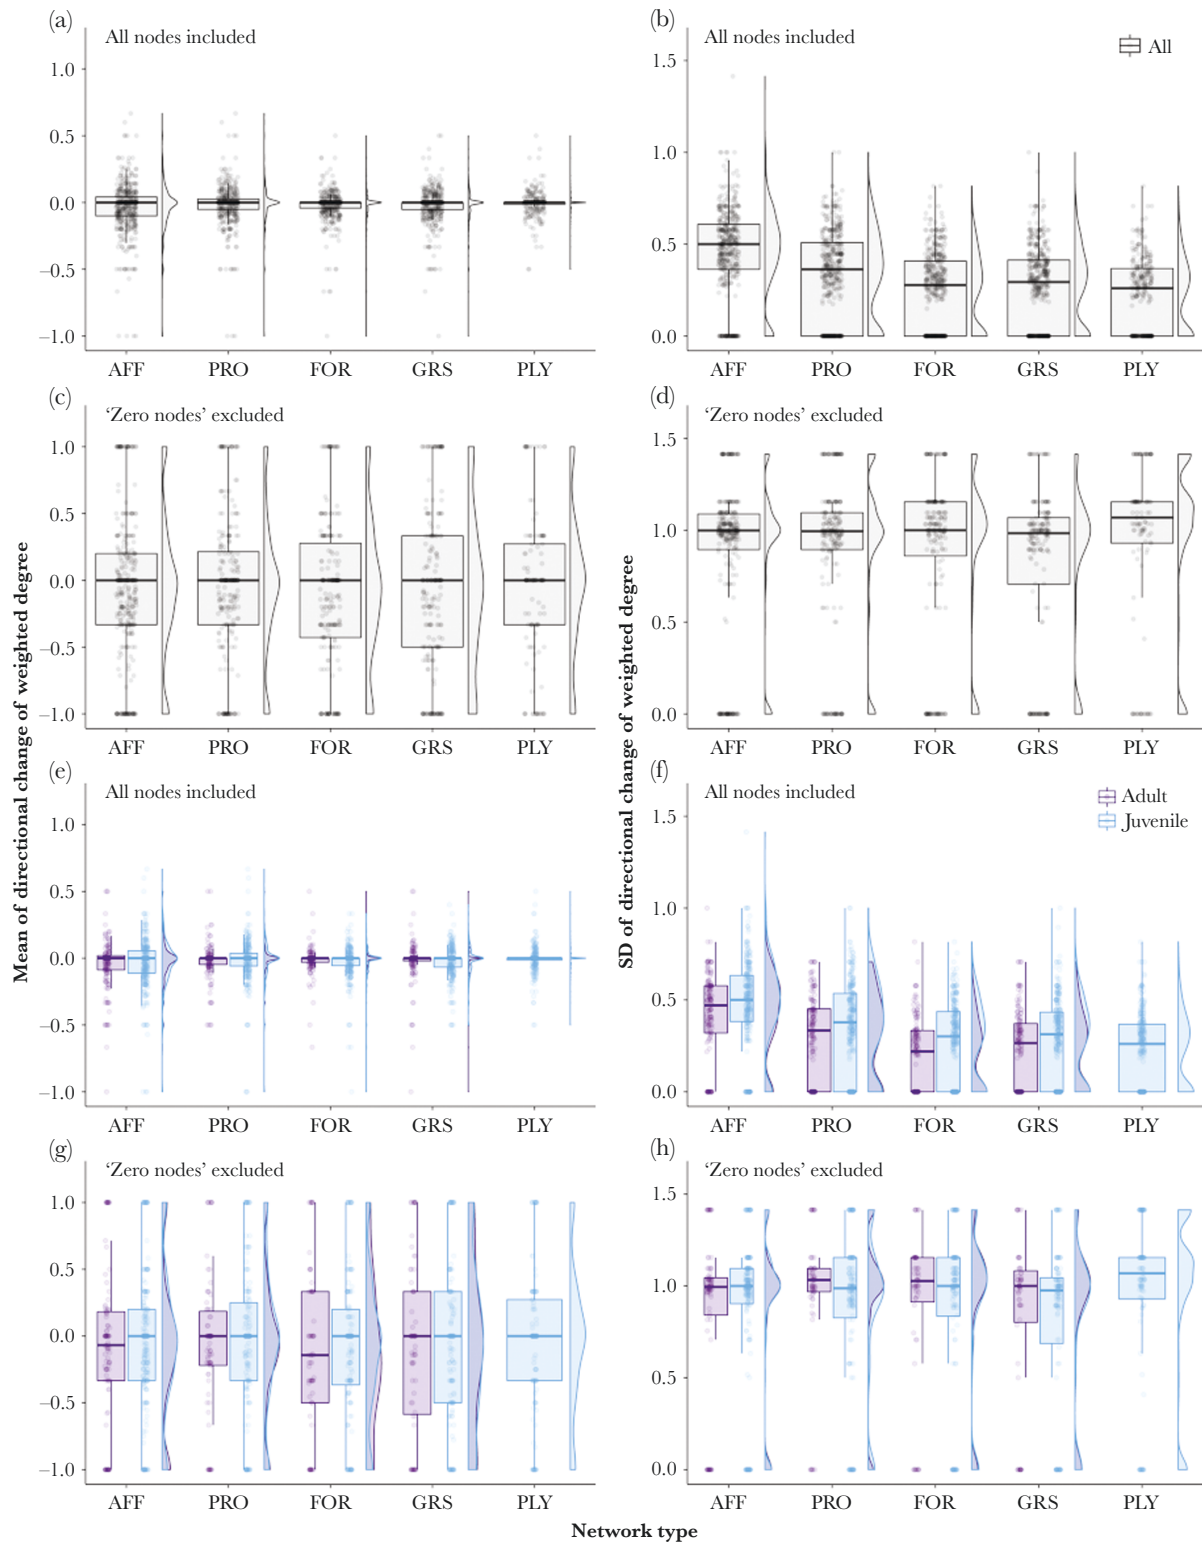 (a)
All nodes included
1.0
0.5
0.0
−0.5
−1.0
AFF PRO FOR GRS PLY
(b)
All nodes included
All
1.5
1.0
0.5
0.0
AFF PRO FOR GRS PLY
(c)
‘Zero nodes’ excluded
1.0
0.5
0.0
−0.5
−1.0
AFF PRO FOR GRS PLY
(d)
‘Zero nodes’ excluded
1.5
1.0
0.5
0.0
AFF PRO FOR GRS PLY
Mean of directional change of weighted degree
SD of directional change of weighted degree
(e)
All nodes included
1.0
0.5
0.0
−0.5
−1.0
AFF PRO FOR GRS PLY
(f)
All nodes included
Adult
Juvenile
1.5
1.0
0.5
0.0
AFF PRO FOR GRS PLY
(g)
‘Zero nodes’ excluded
1.0
0.5
0.0
−0.5
−1.0
AFF PRO FOR GRS PLY
(h)
‘Zero nodes’ excluded
1.5
1.0
0.5
0.0
AFF PRO FOR GRS PLY
Network type